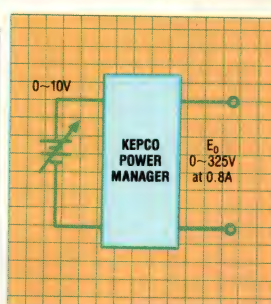 0~10V
KEPCO
POWER
MANAGER
E₀
0~325V
at 0.8A